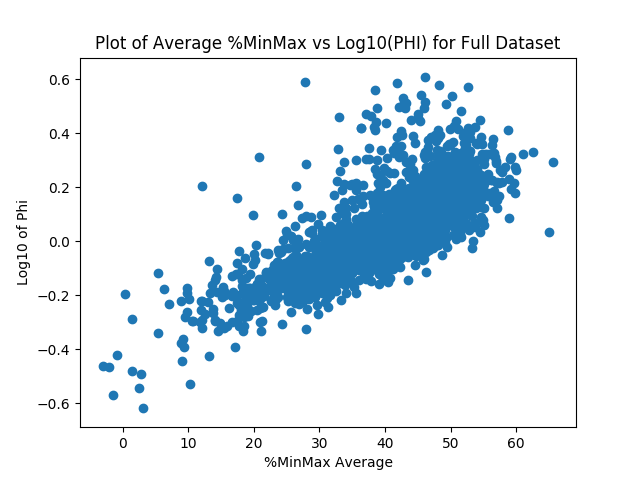 Plot of Average %MinMax vs Log10(PHI) for Full Dataset
0.6
0.4
0.2
0.0
−0.2
−0.4
−0.6
Log10 of Phi
0 10 20 30 40 50 60
%MinMax Average